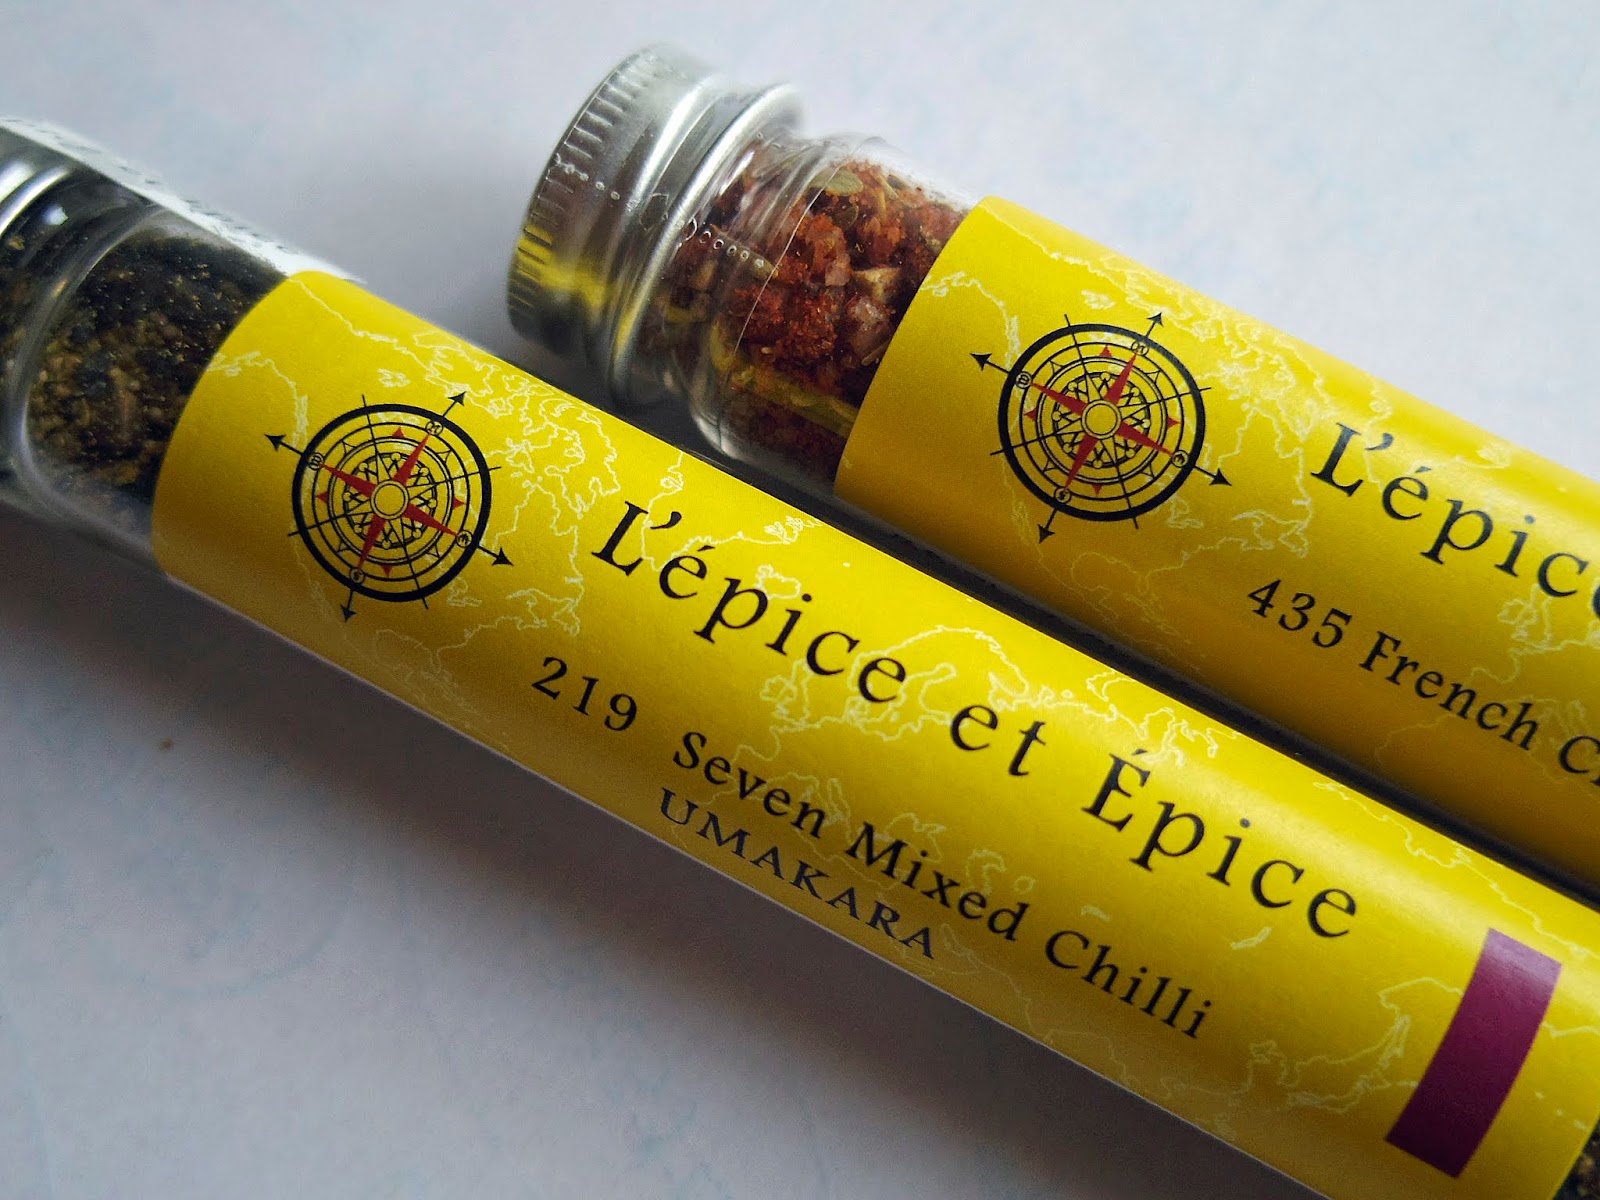 L'épice et Épice
219 Seven Mixed Chilli
UMAKARA
L'épice
435 French